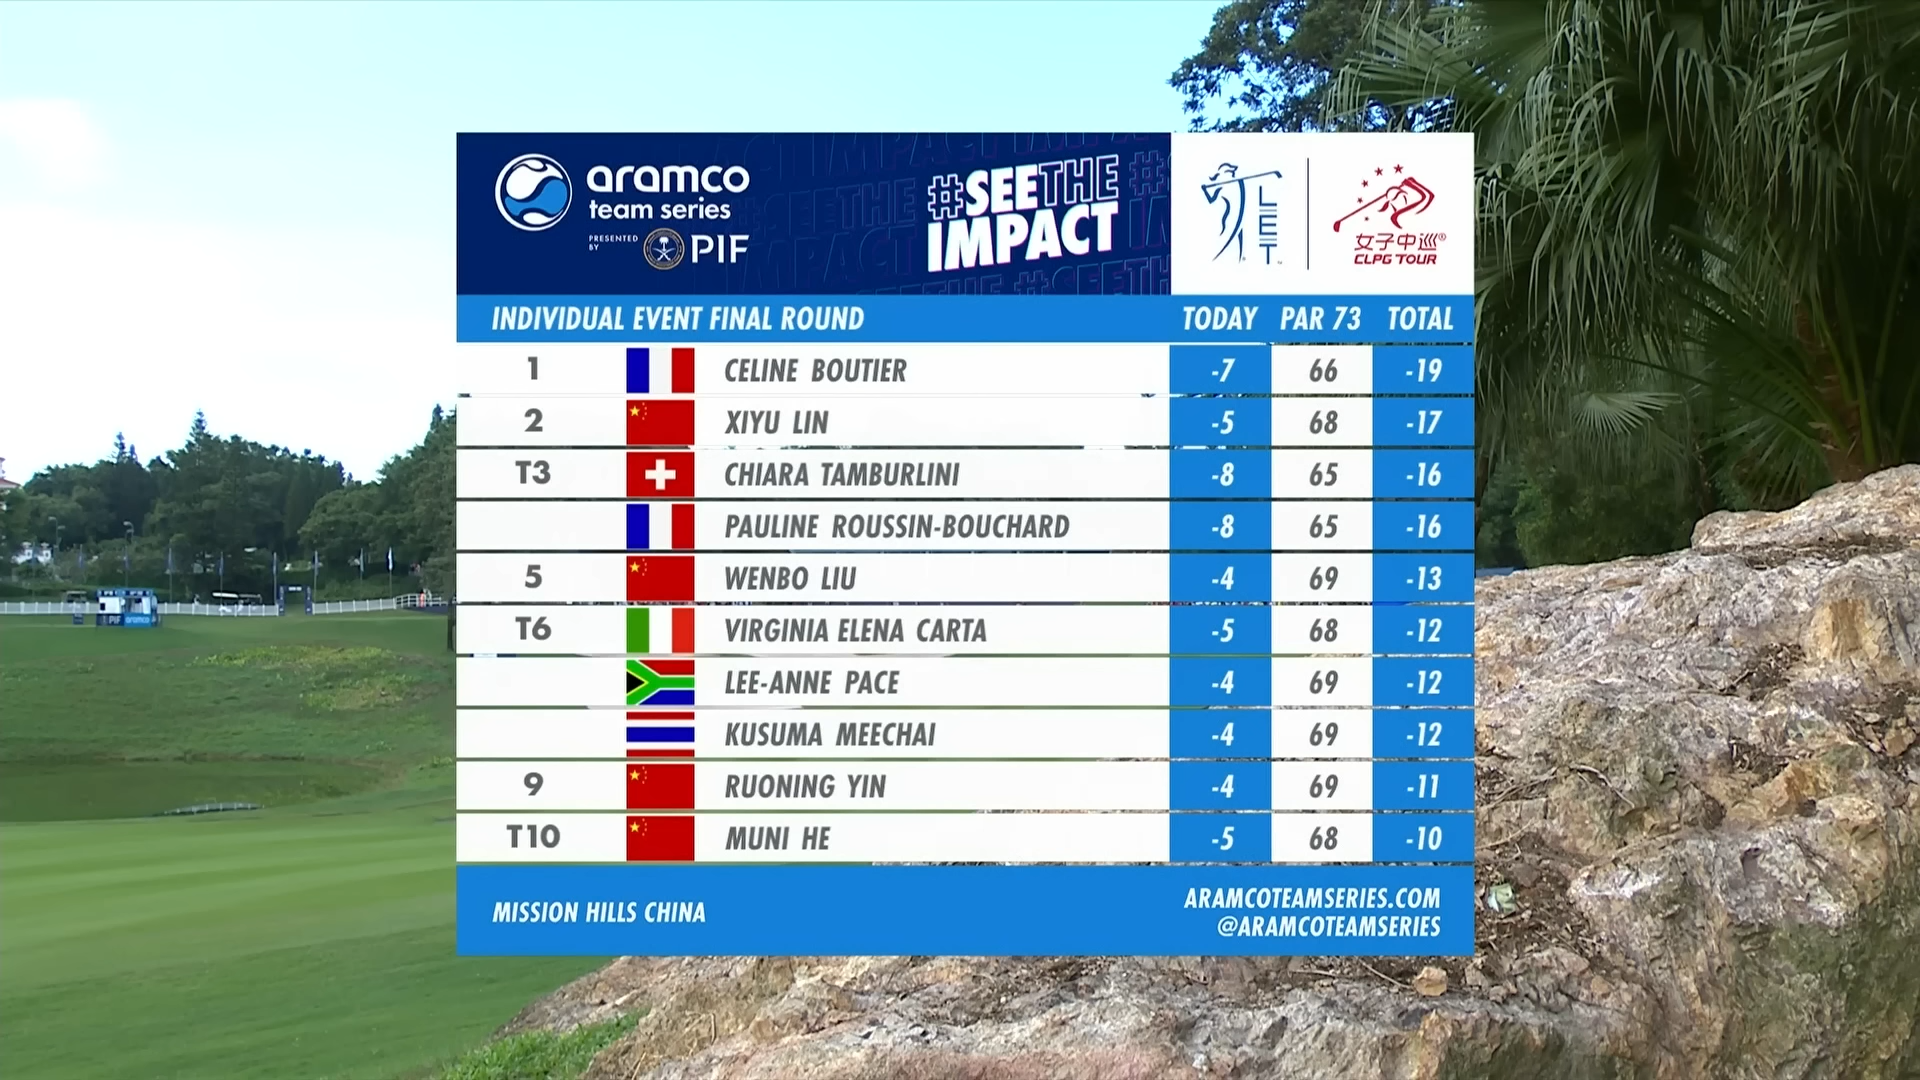 aramco
team series
PRESENTED BY PIF
#SEETHE
IMPACT
LET
女子中巡®
CLPG TOUR
INDIVIDUAL EVENT FINAL ROUND TODAY PAR 73 TOTAL
1 CELINE BOUTIER -7 66 -19
2 XIYU LIN -5 68 -17
T3 CHIARA TAMBURLINI -8 65 -16
PAULINE ROUSSIN-BOUCHARD -8 65 -16
5 WENBO LIU -4 69 -13
T6 VIRGINIA ELENA CARTA -5 68 -12
LEE-ANNE PACE -4 69 -12
KUSUMA MEECHAI -4 69 -12
9 RUONING YIN -4 69 -11
T10 MUNI HE -5 68 -10
MISSION HILLS CHINA
ARAMCOTEAMSERIES.COM
@ARAMCOTEAMSERIES
PIF aramco